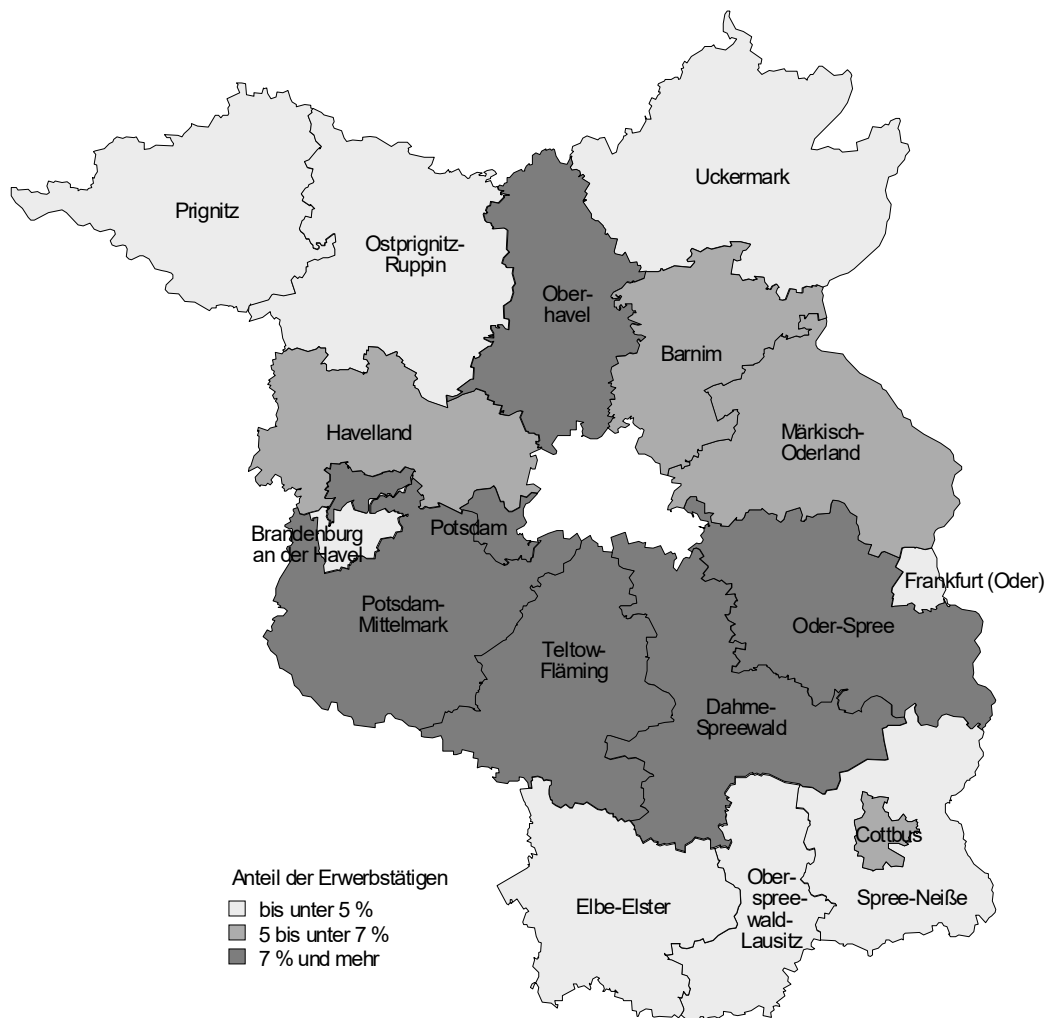 Uckermark
Prignitz
Ostprignitz-
Ruppin
Ober-
havel
Barnim
Havelland
Märkisch-
Oderland
Brandenburg
an der Havel
Potsdam
Frankfurt (Oder)
Potsdam-
Mittelmark
Oder-Spree
Teltow-
Fläming
Dahme-
Spreewald
Cottbus
Anteil der Erwerbstätigen
bis unter 5 %
5 bis unter 7 %
7 % und mehr
Elbe-Elster
Ober-
spree-
wald-
Lausitz
Spree-Neiße